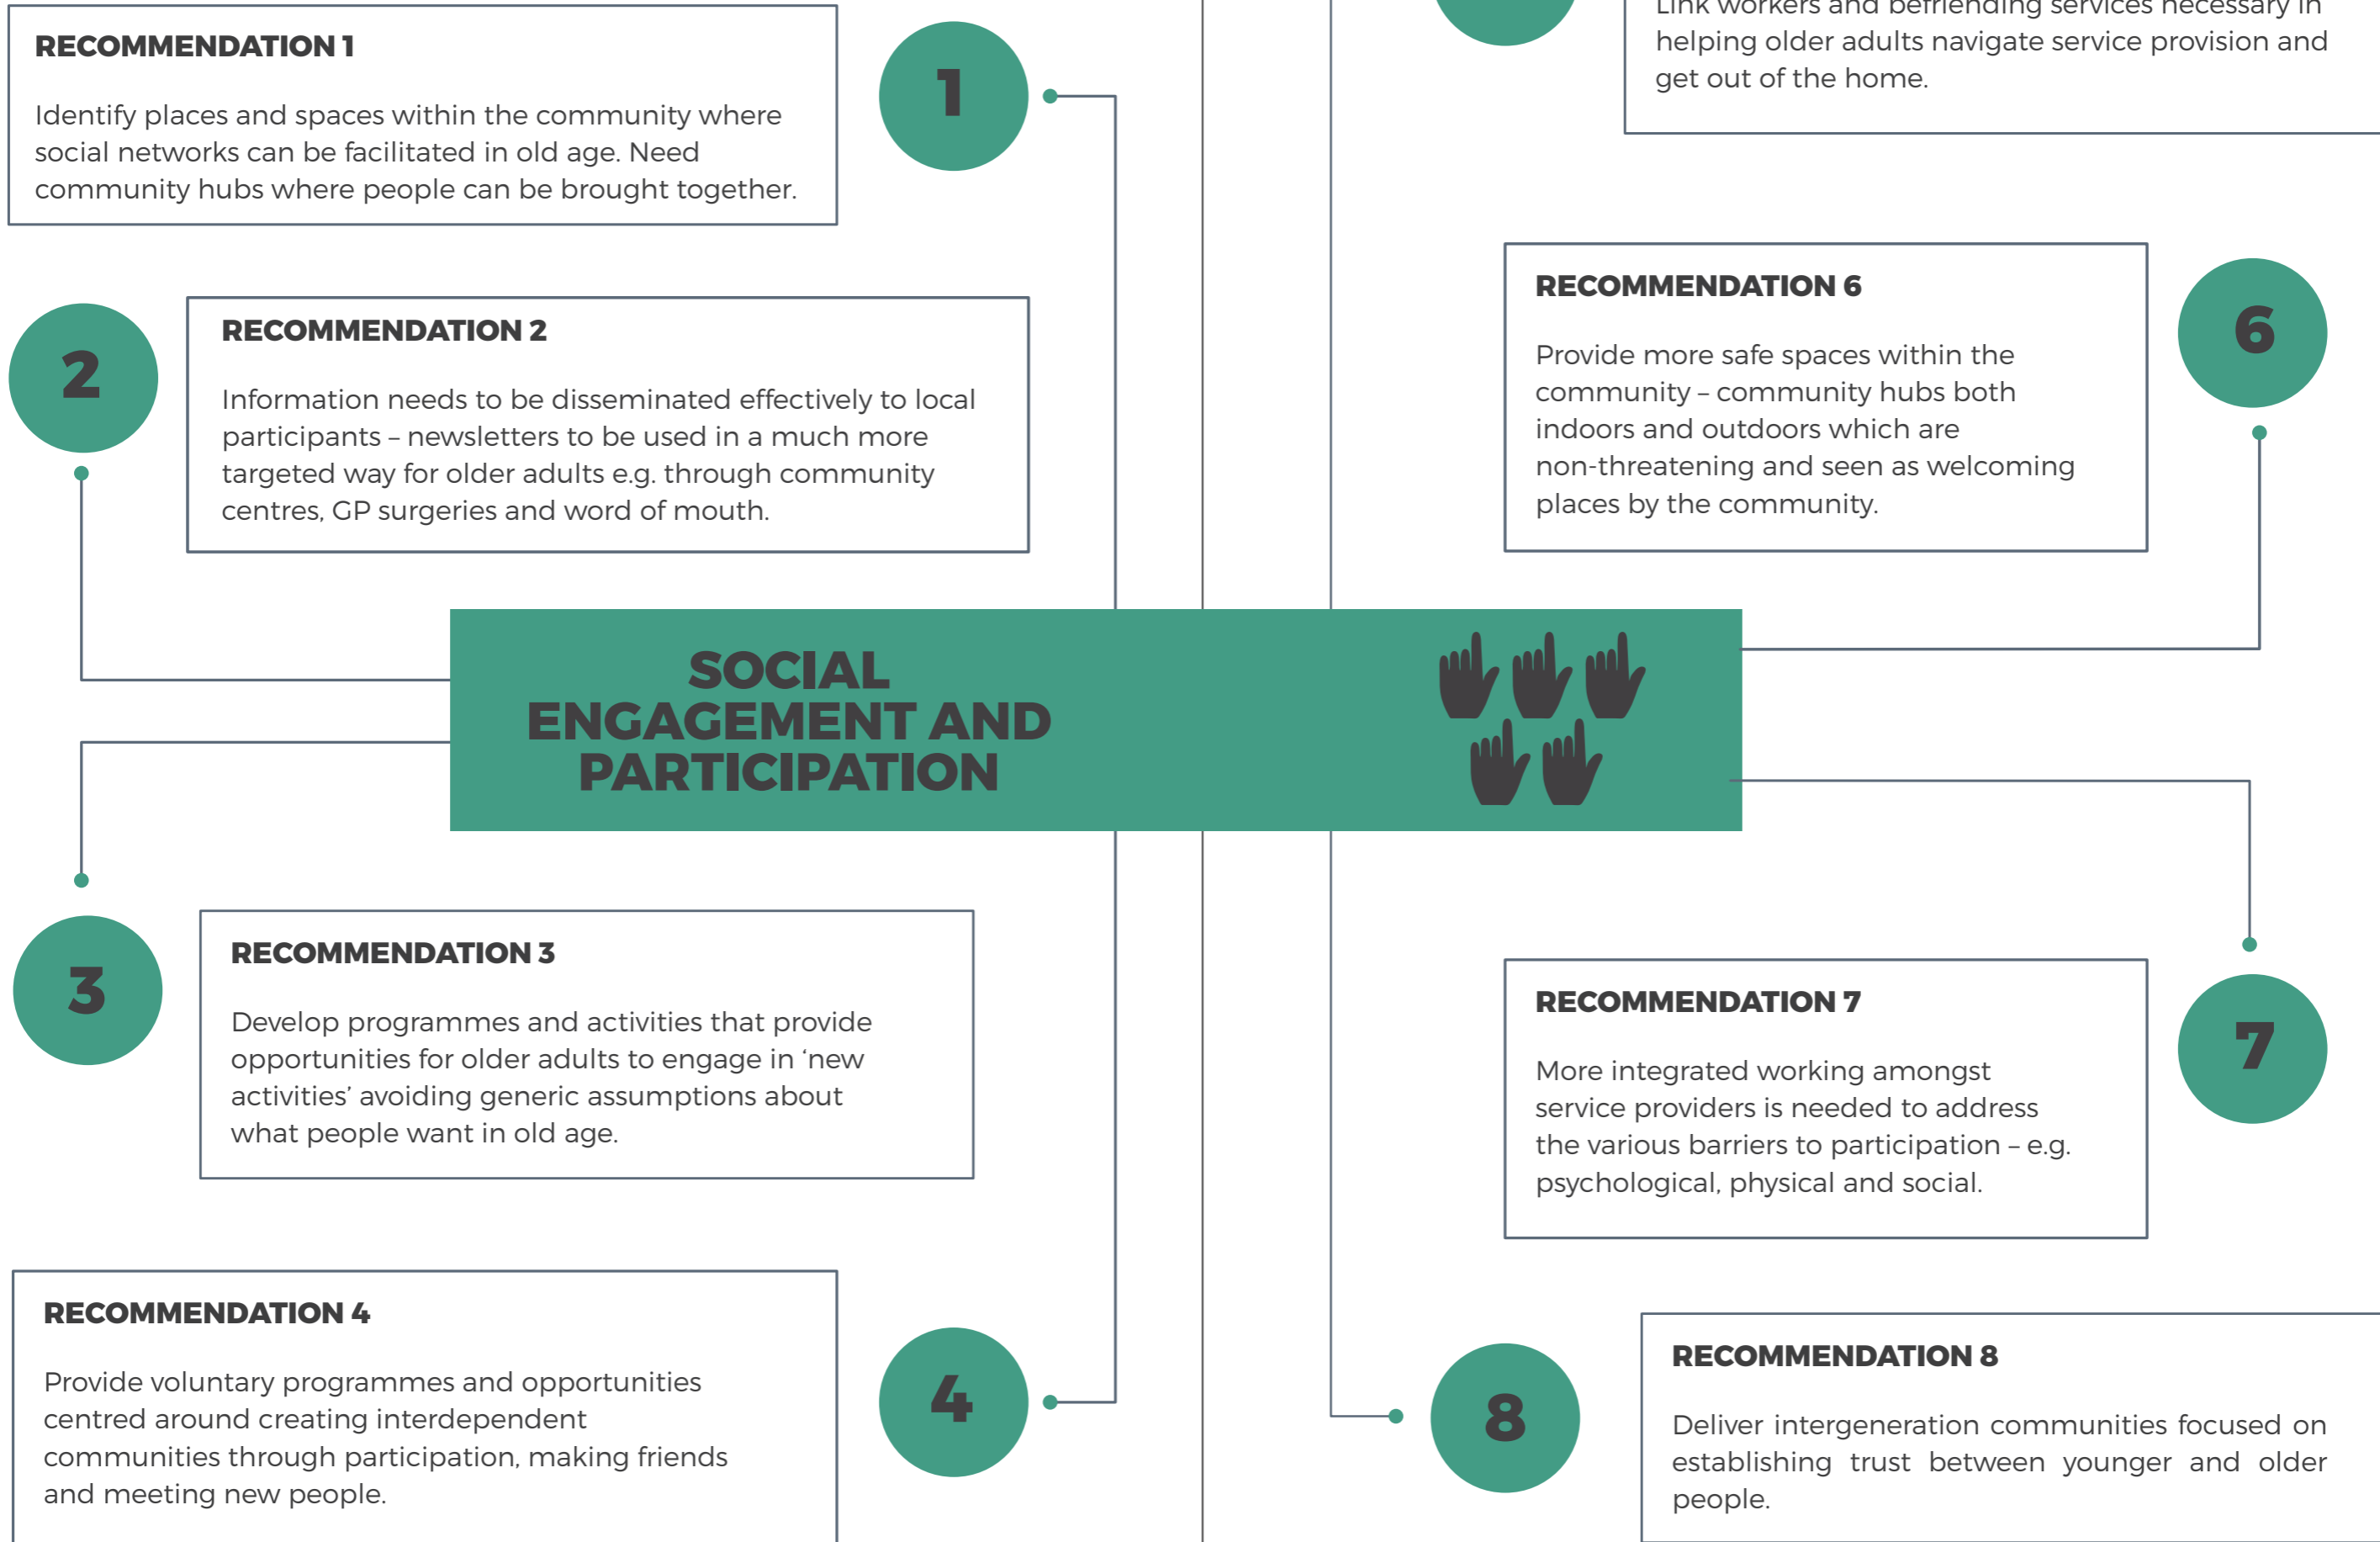 RECOMMENDATION 1
Identify places and spaces within the community where
social networks can be facilitated in old age. Need
community hubs where people can be brought together.
1
2
RECOMMENDATION 2
Information needs to be disseminated effectively to local
participants – newsletters to be used in a much more
targeted way for older adults e.g. through community
centres, GP surgeries and word of mouth.
SOCIAL
ENGAGEMENT AND
PARTICIPATION
3
RECOMMENDATION 3
Develop programmes and activities that provide
opportunities for older adults to engage in ‘new
activities’ avoiding generic assumptions about
what people want in old age.
RECOMMENDATION 4
Provide voluntary programmes and opportunities
centred around creating interdependent
communities through participation, making friends
and meeting new people.
4
Link workers and befriending services necessary in
helping older adults navigate service provision and
get out of the home.
RECOMMENDATION 6
Provide more safe spaces within the
community – community hubs both
indoors and outdoors which are
non-threatening and seen as welcoming
places by the community.
6
RECOMMENDATION 7
More integrated working amongst
service providers is needed to address
the various barriers to participation – e.g.
psychological, physical and social.
7
8
RECOMMENDATION 8
Deliver intergeneration communities focused on
establishing trust between younger and older
people.